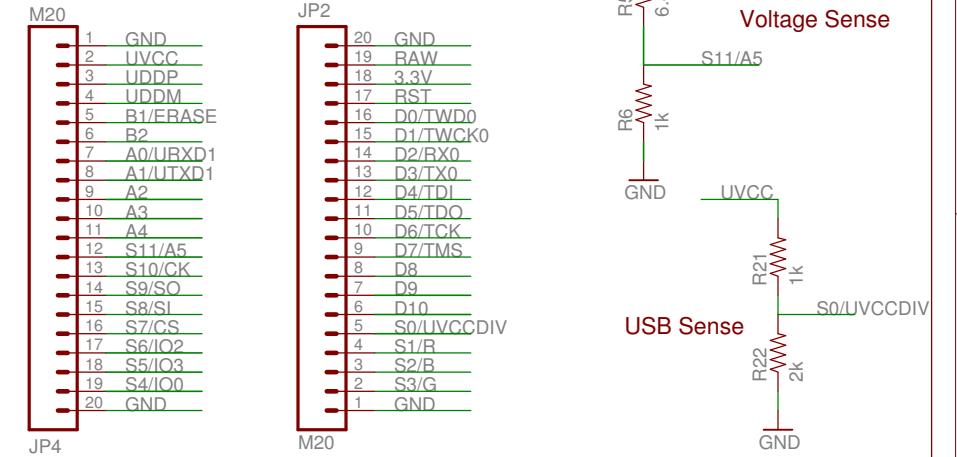 M20
1 GND
2 UVCC
3 UDDP
4 UDDM
5 B1/ERASE
6 B2
7 A0/URXD1
8 A1/UTXD1
9 A2
10 A3
11 A4
12 S11/A5
13 S10/CK
14 S9/SO
15 S8/SI
16 S7/CS
17 S6/IO2
18 S5/IO3
19 S4/IO0
20 GND
JP4
JP2
20 GND
19 RAW
18 3.3V
17 RST
16 D0/TWD0
15 D1/TWCK0
14 D2/RX0
13 D3/TX0
12 D4/TDI
11 D5/TDO
10 D6/TCK
9 D7/TMS
8 D8
7 D9
6 D10
5 S0/UVCCDIV
4 S1/R
3 S2/B
2 S3/G
1 GND
M20
Voltage Sense
S11/A5
R6
1k
GND
UVCC
R21
1k
S0/UVCCDIV
USB Sense
R22
2k
GND